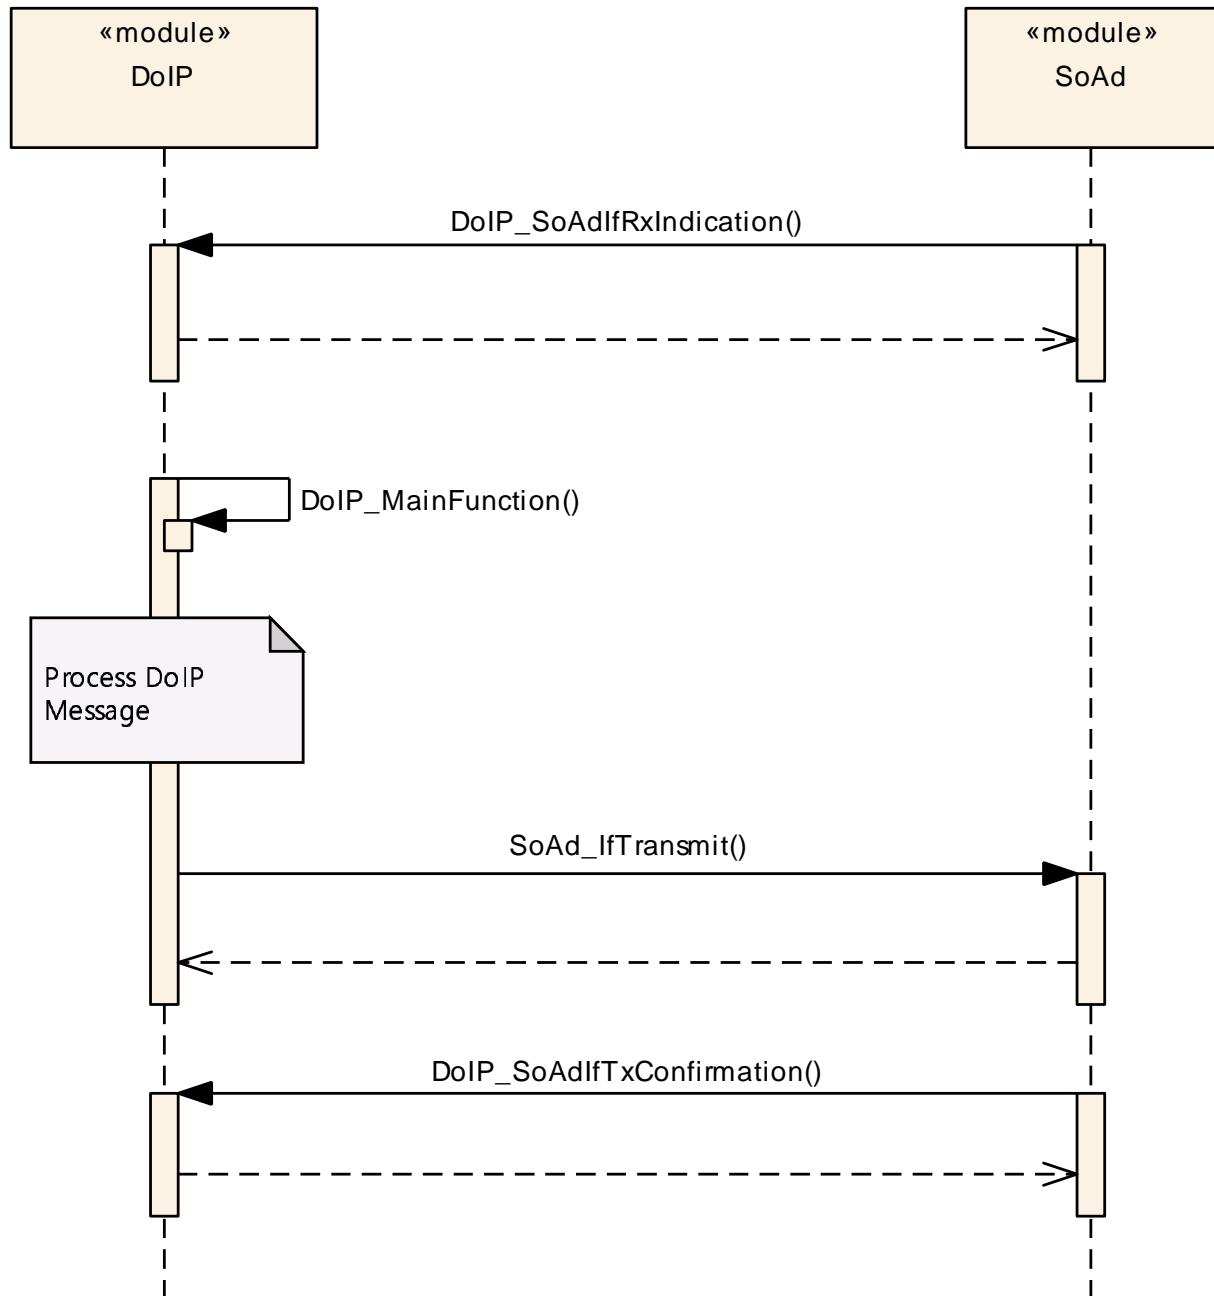 «module»
DoIP
«module»
SoAd
DoIP_SoAdIfRxIndication()
DoIP_MainFunction()
Process DoIP
Message
SoAd_IfTransmit()
DoIP_SoAdIfTxConfirmation()